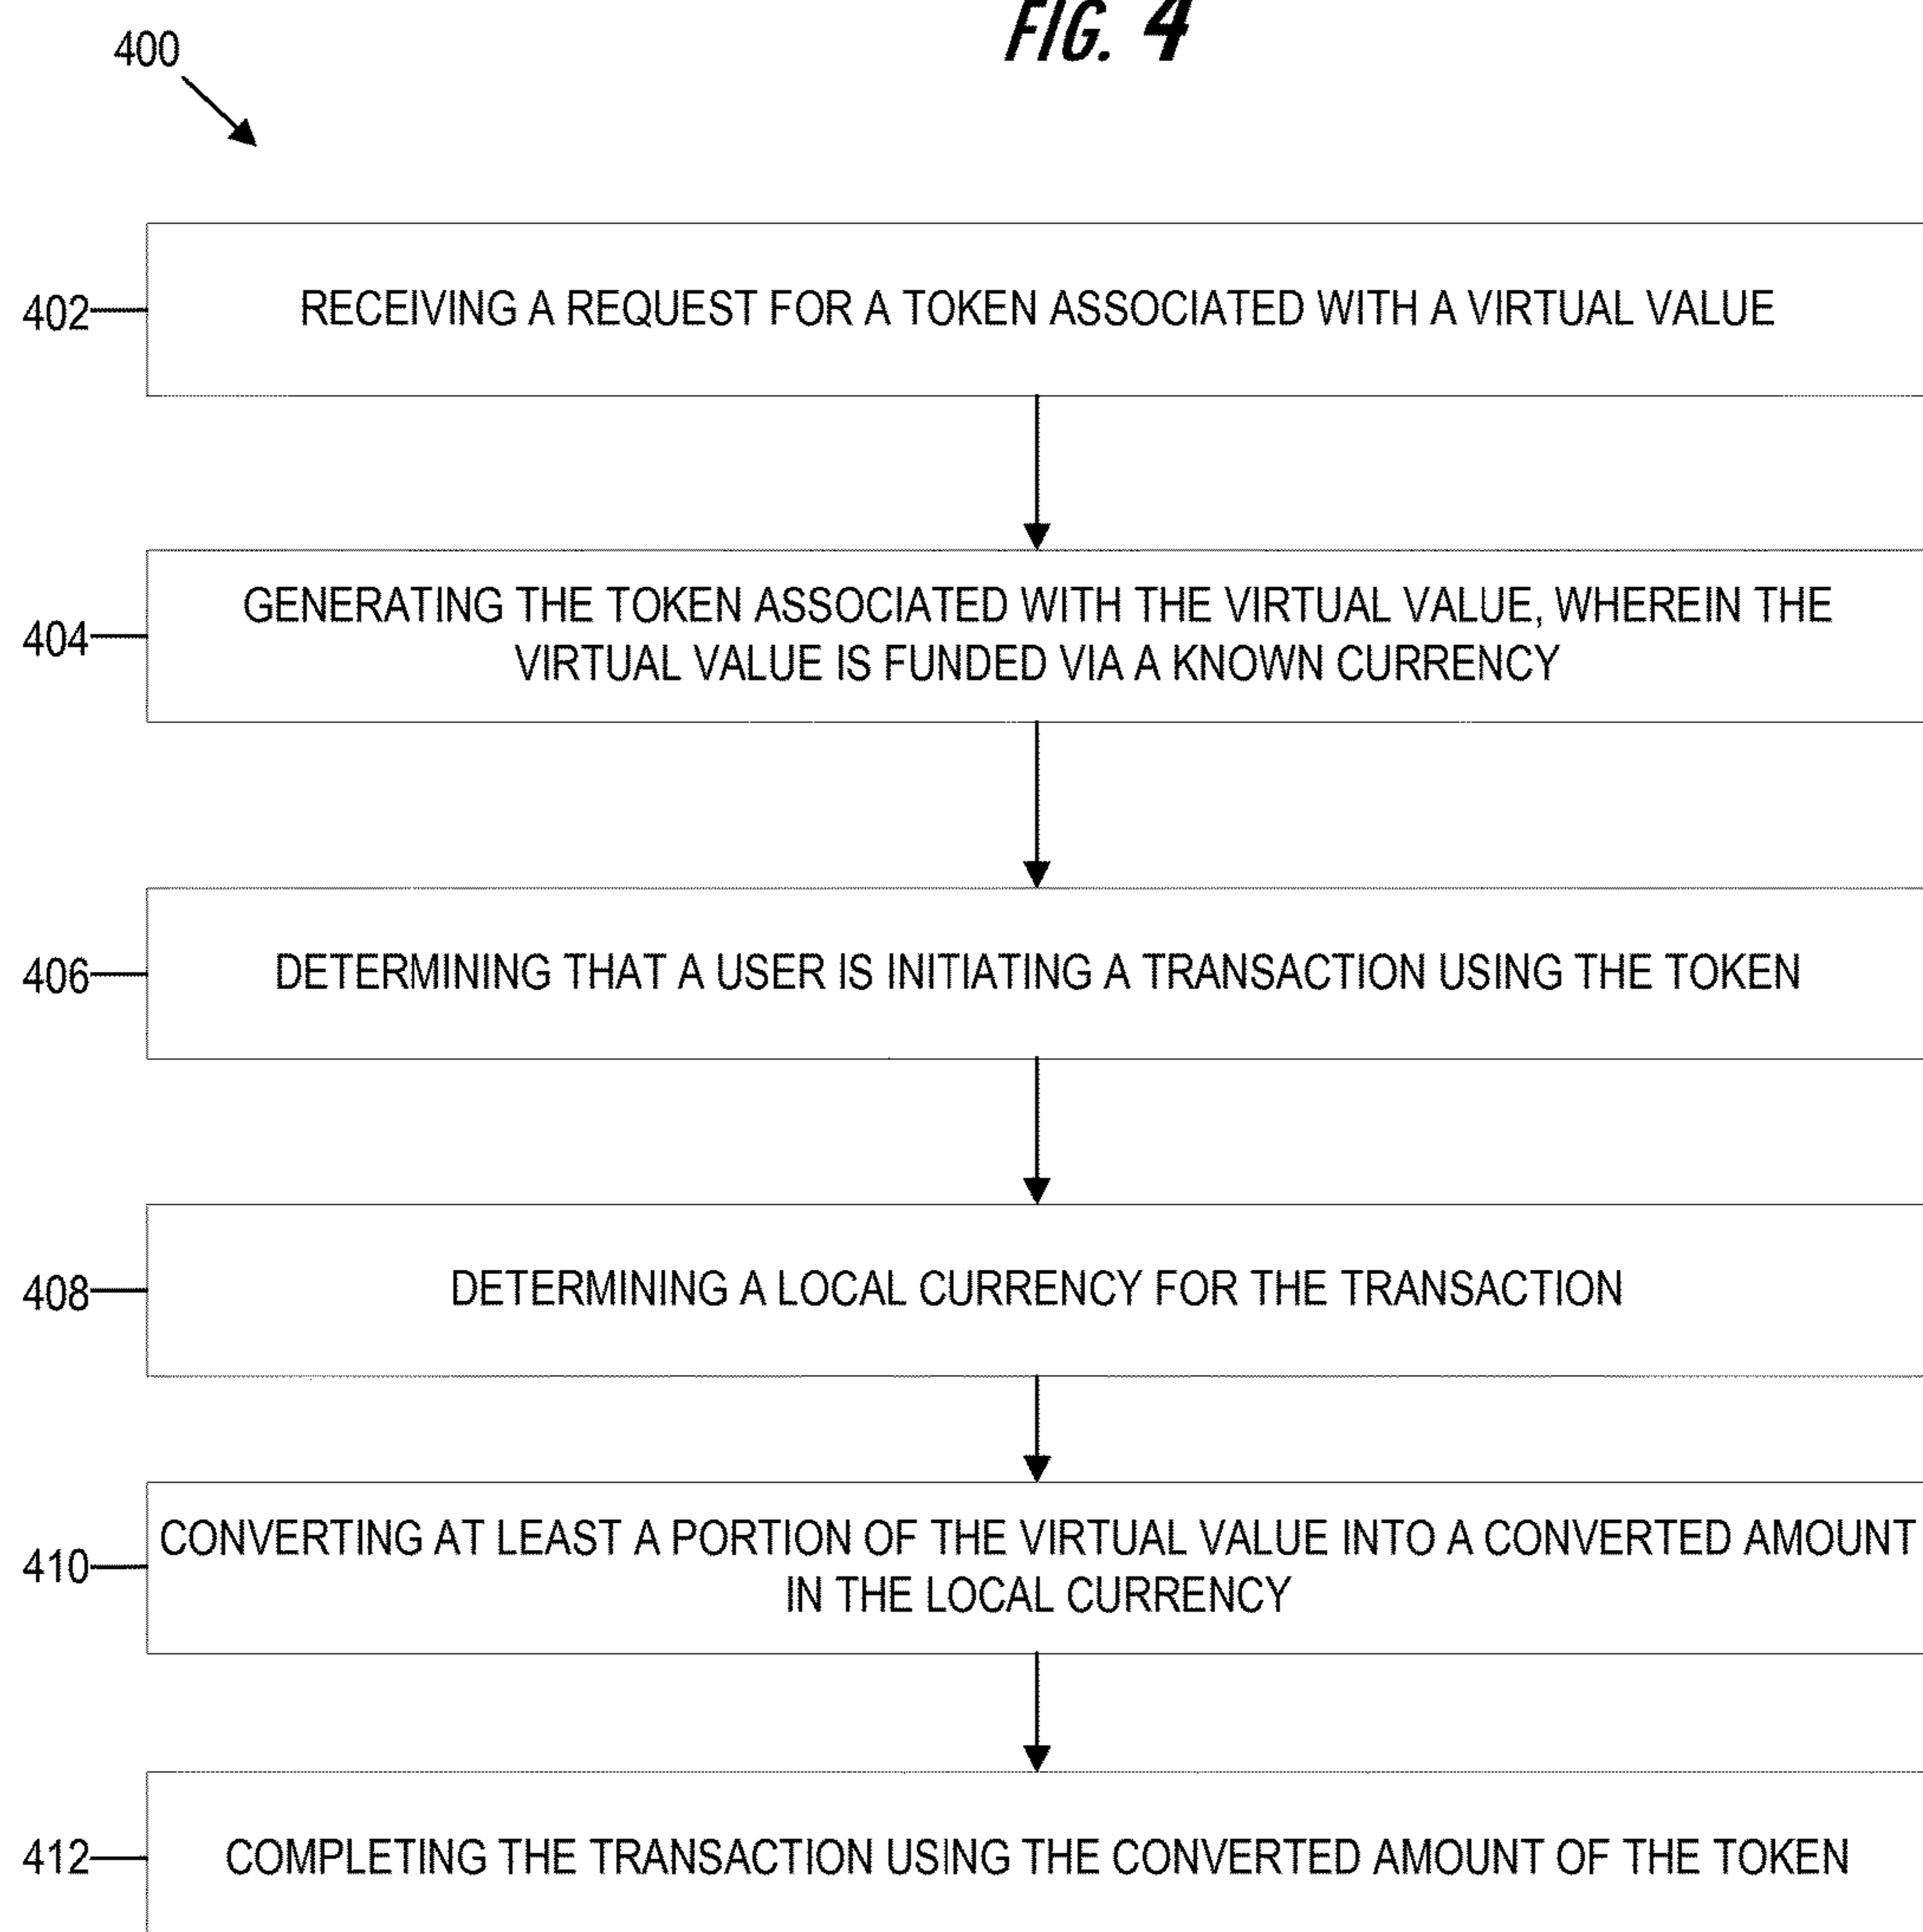 FIG. 4
400
402
RECEIVING A REQUEST FOR A TOKEN ASSOCIATED WITH A VIRTUAL VALUE
404
GENERATING THE TOKEN ASSOCIATED WITH THE VIRTUAL VALUE, WHEREIN THE
VIRTUAL VALUE IS FUNDED VIA A KNOWN CURRENCY
406
DETERMINING THAT A USER IS INITIATING A TRANSACTION USING THE TOKEN
408
DETERMINING A LOCAL CURRENCY FOR THE TRANSACTION
410
CONVERTING AT LEAST A PORTION OF THE VIRTUAL VALUE INTO A CONVERTED AMOUNT
IN THE LOCAL CURRENCY
412
COMPLETING THE TRANSACTION USING THE CONVERTED AMOUNT OF THE TOKEN